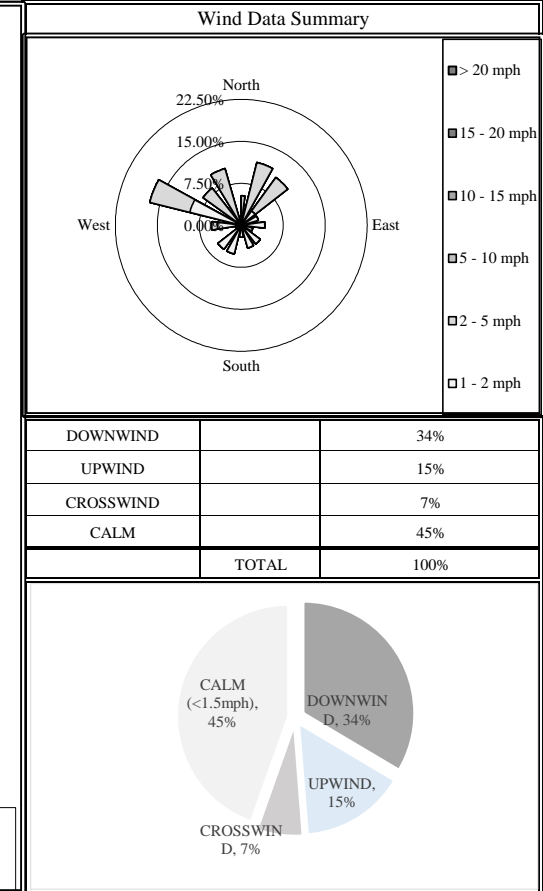 Wind Data Summary
North
22.50%
15.00%
7.50%
0.00%
West
East
South
> 20 mph
15 - 20 mph
10 - 15 mph
5 - 10 mph
2 - 5 mph
1 - 2 mph
DOWNWIND 34%
UPWIND 15%
CROSSWIND 7%
CALM 45%
TOTAL 100%
CALM
(<1.5mph),
45%
DOWNWIN
D, 34%
UPWIND,
15%
CROSSWIN
D, 7%